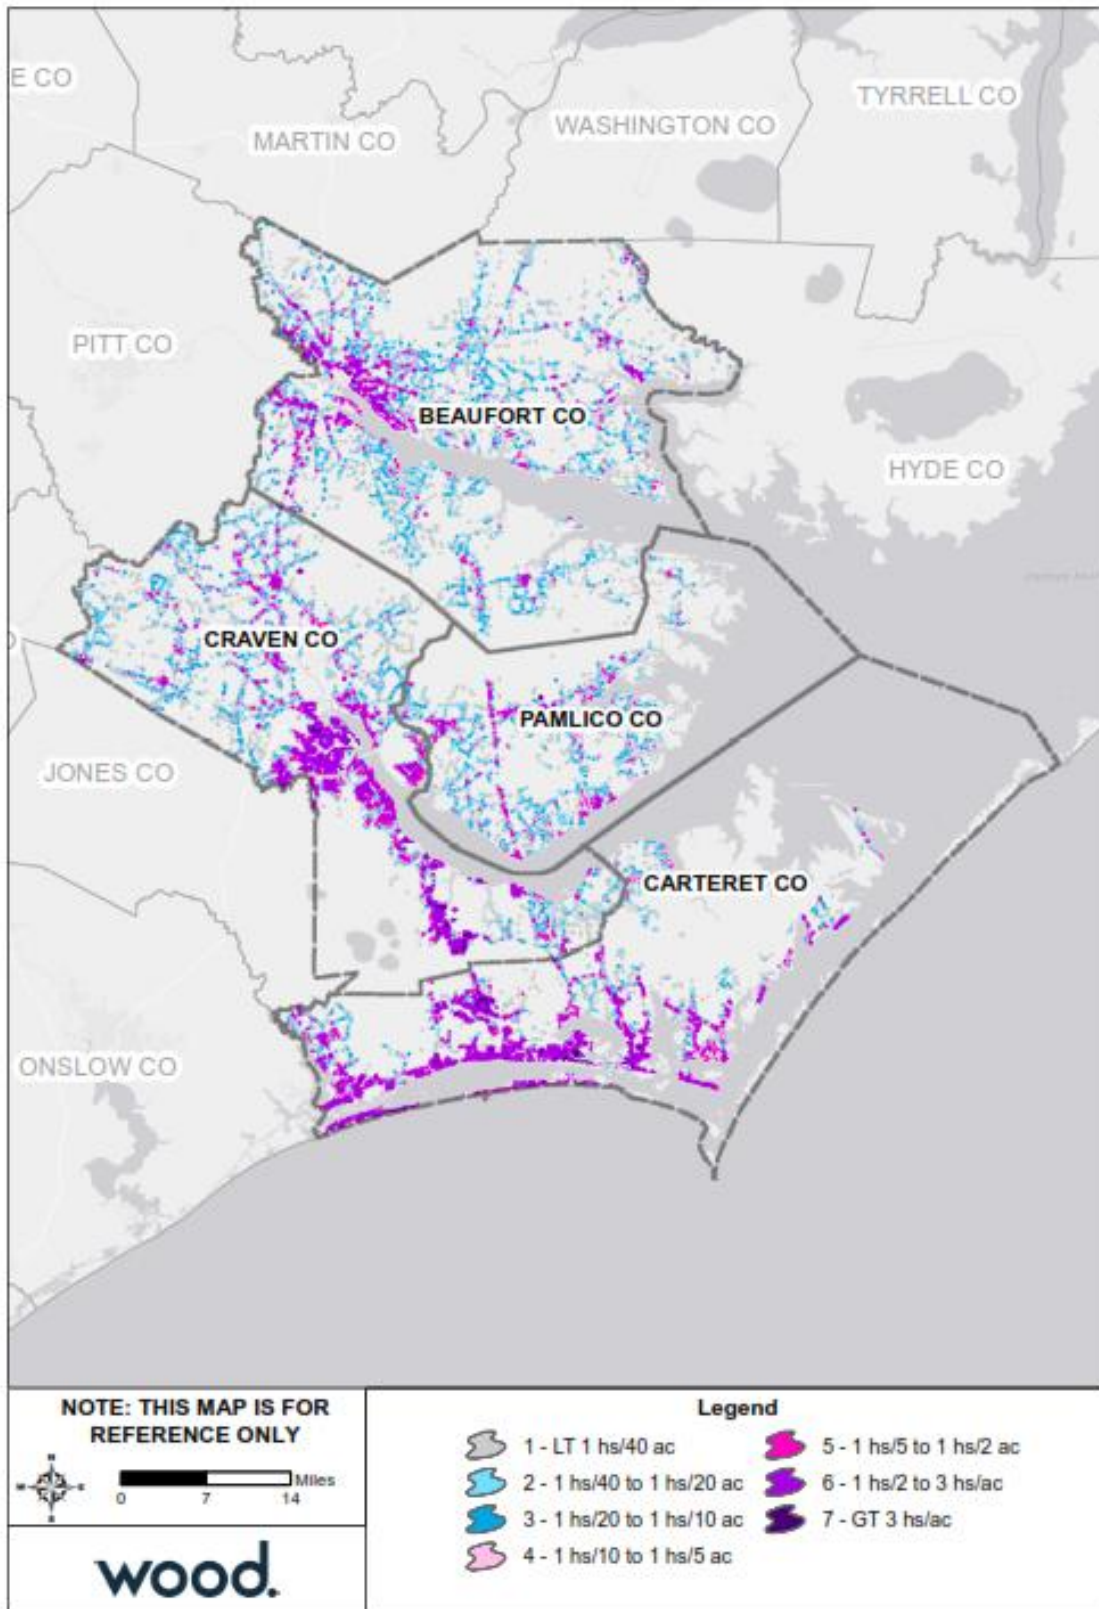 E CO
MARTIN CO
WASHINGTON CO
TYRRELL CO
PITT CO
BEAUFORT CO
HYDE CO
CRAVEN CO
PAMLICO CO
JONES CO
CARTERET CO
ONSLOW CO
NOTE: THIS MAP IS FOR
REFERENCE ONLY
N
W E
S
Miles
0 7 14
wood.
Legend
1 - LT 1 hs/40 ac
2 - 1 hs/40 to 1 hs/20 ac
3 - 1 hs/20 to 1 hs/10 ac
4 - 1 hs/10 to 1 hs/5 ac
5 - 1 hs/5 to 1 hs/2 ac
6 - 1 hs/2 to 3 hs/ac
7 - GT 3 hs/ac